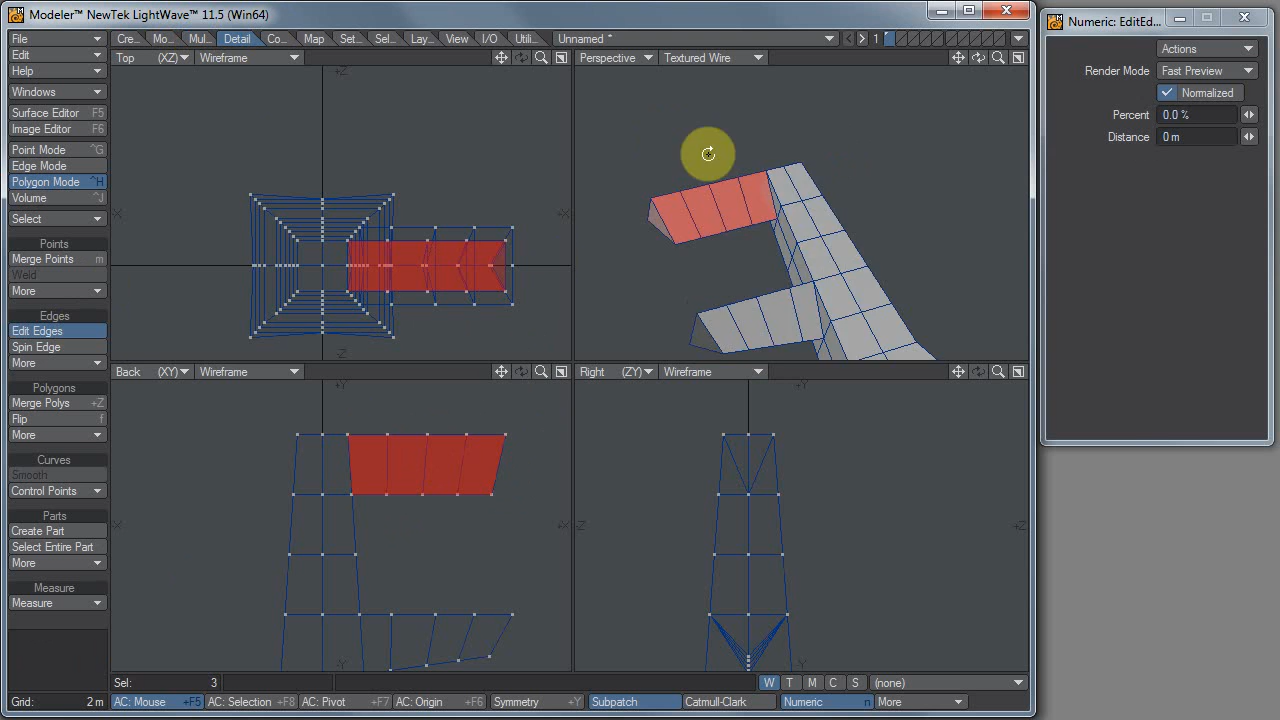 Modeler™ NewTek LightWave™ 11.5 (Win64)
Numeric: EditEd...
File
Edit
Help
Windows
Surface Editor F5
Image Editor F6
Point Mode ^G
Edge Mode
Polygon Mode ^H
Volume ^J
Select
Points
Merge Points m
Weld
More
Edges
Edit Edges
Spin Edge
More
Polygons
Merge Polys +Z
Flip f
More
Curves
Smooth
Control Points
Parts
Create Part
Select Entire Part
More
Measure
Measure
Grid: 2 m
Cre... Mo... Mul... Detail Co... Map Set... Sel... Lay... View I/O Utili... Unnamed * 1
Top (XZ) Wireframe
Perspective Textured Wire
Back (XY) Wireframe
Right (ZY) Wireframe
Sel: 3
W T M C S (none)
AC: Mouse +F5 AC: Selection +F8 AC: Pivot +F7 AC: Origin +F6 Symmetry +Y Subpatch Catmull-Clark Numeric n More
Actions
Render Mode Fast Preview
Normalized
Percent 0.0 %
Distance 0 m